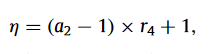 η = (a₂ − 1) × r₄ + 1,